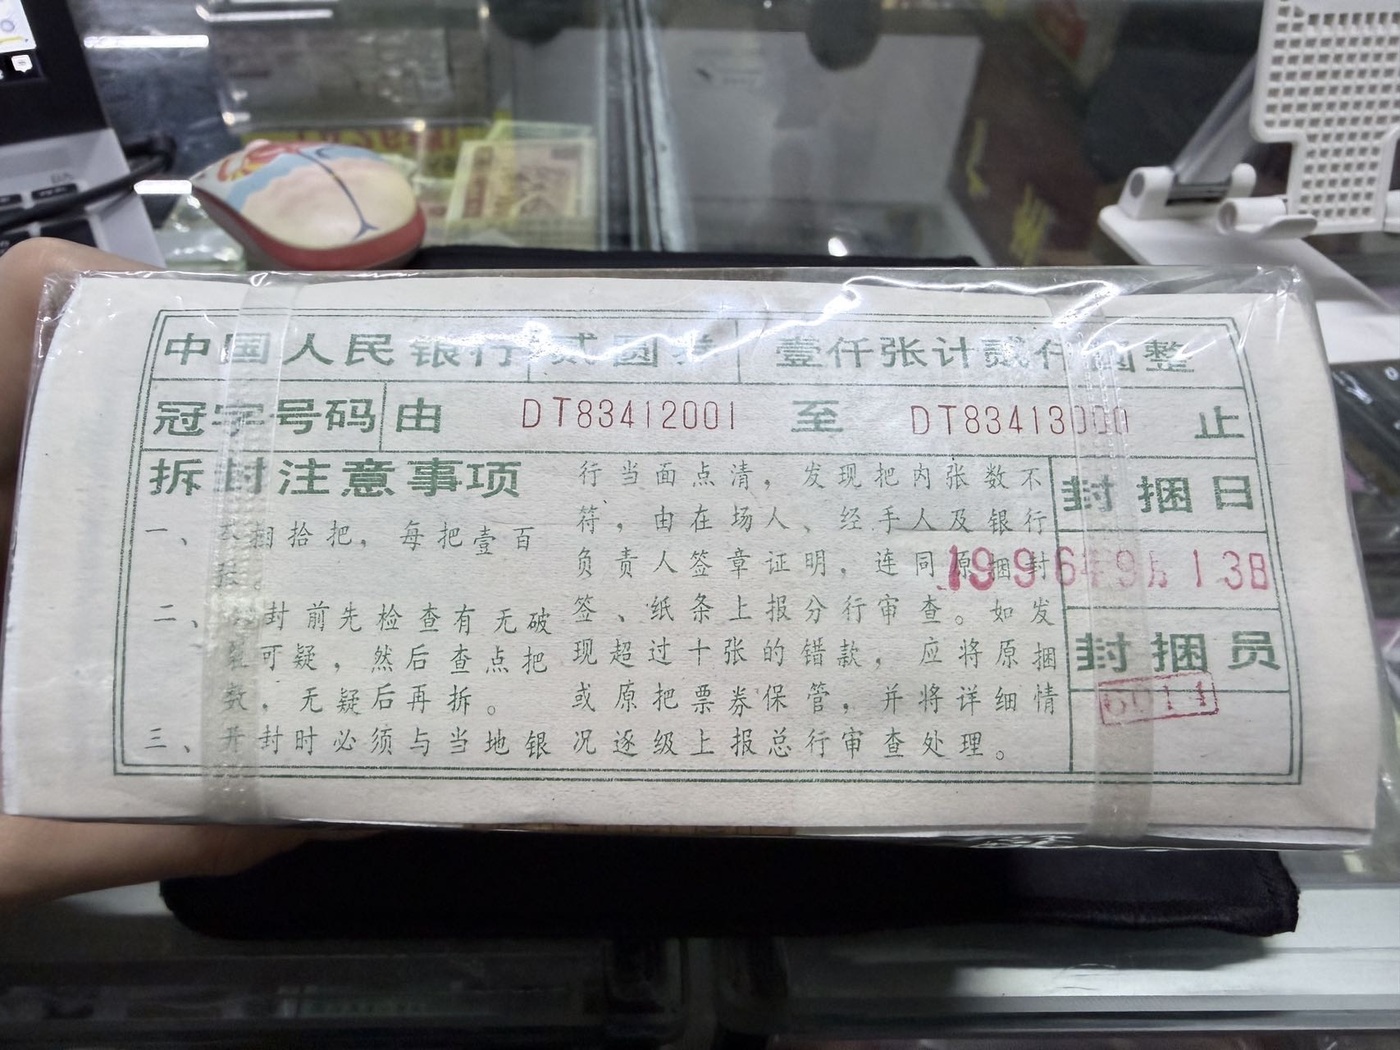 中国人民银行 贰圆券 壹仟张计贰仟圆整
冠字号码 由 DT83412001 至 DT83413000 止
拆封注意事项
一、本捆拾把，每把壹百
张。
二、拆封前先检查有无破
可疑，然后查点把
数，无疑后再拆。
三、开封时必须与当地银
行当面点清，发现把内张数不
符，由在场人、经手人及银行
负责人签章证明，连同原捆封
签、纸条上报分行审查。如发
现超过十张的错款，应将原捆
或原把票券保管，并将详细情
况逐级上报总行审查处理。
封捆日
1996年9月13日
封捆员